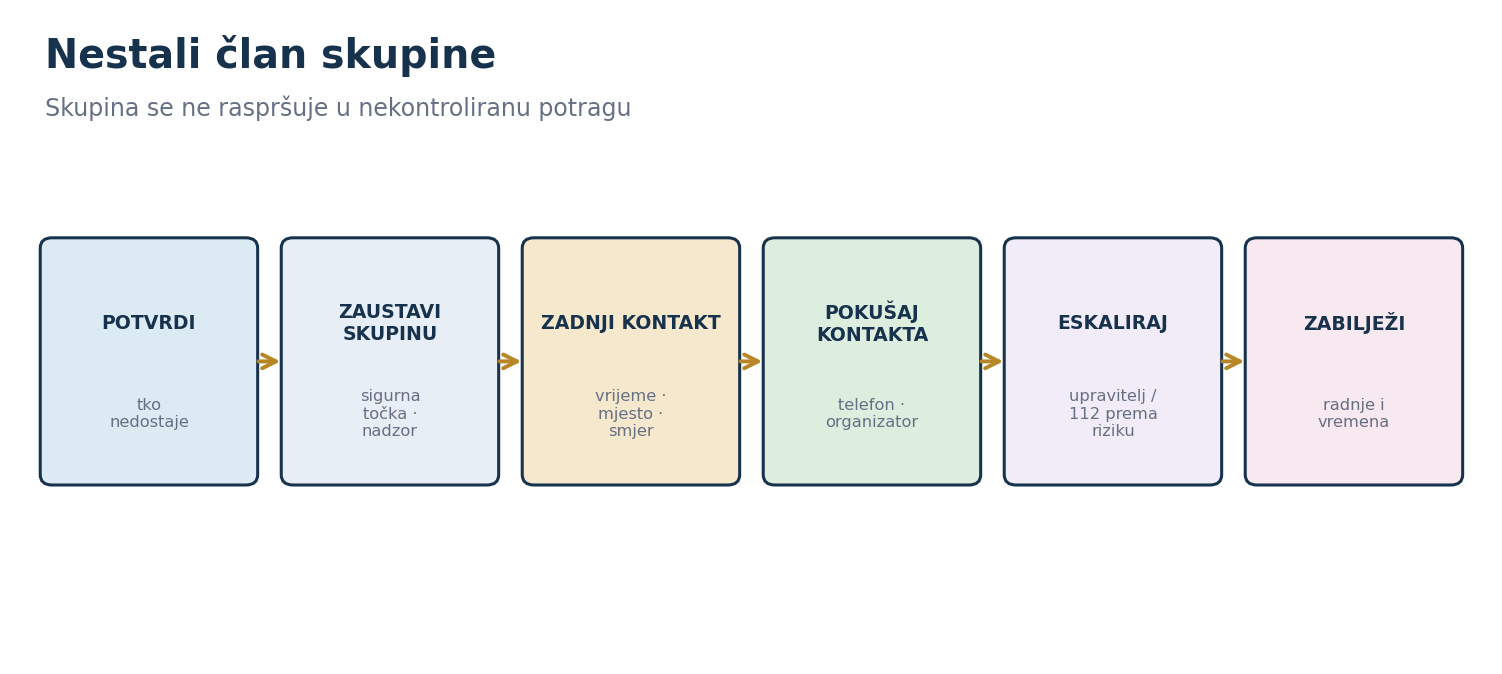 Nestali član skupine
Skupina se ne raspršuje u nekontroliranu potragu
POTVRDI
tko
nedostaje
ZAUSTAVI
SKUPINU
sigurna
točka ·
nadzor
ZADNJI KONTAKT
vrijeme ·
mjesto ·
smjer
POKUŠAJ
KONTAKTA
telefon ·
organizator
ESKALIRAJ
upravitelj /
112 prema
riziku
ZABILJEŽI
radnje i
vremena